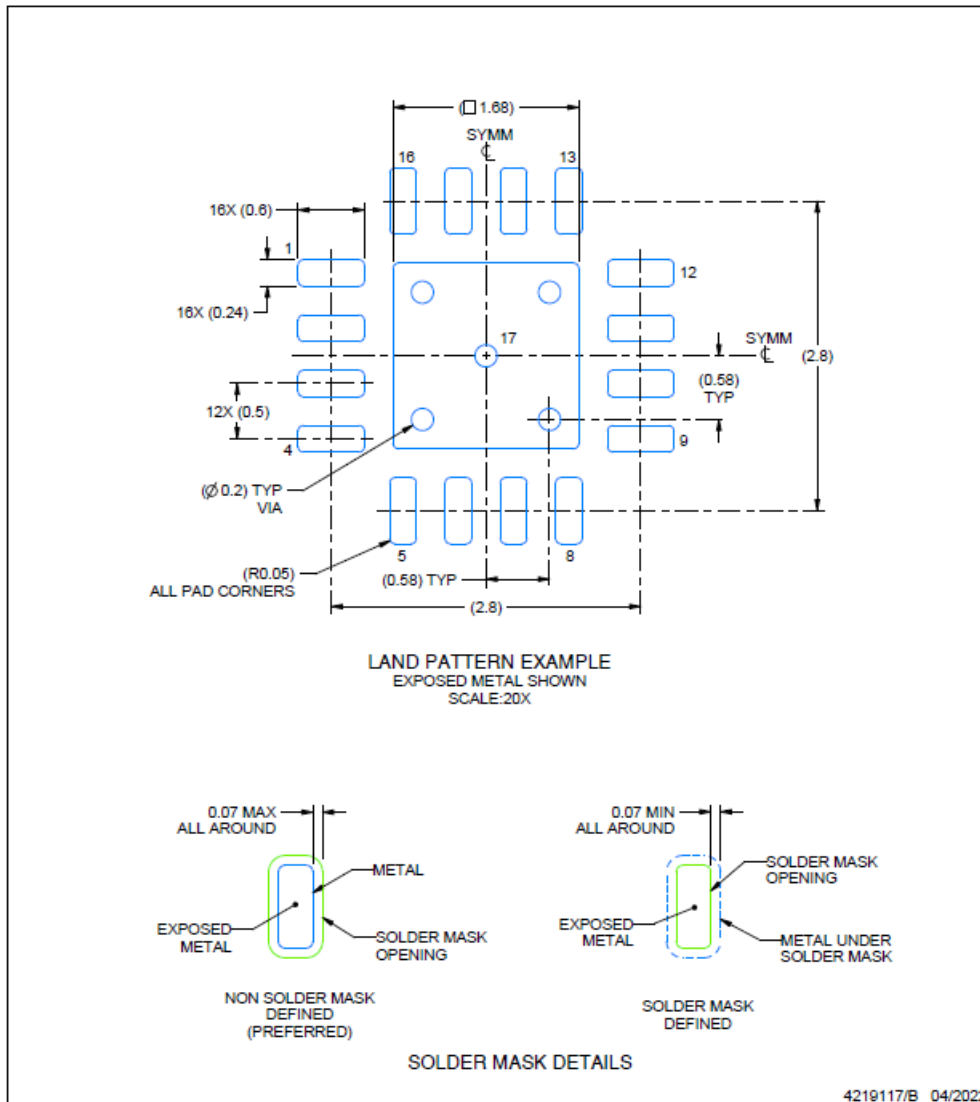 (□ 1.68)
SYMM
℄
16
13
16X (0.6)
1
12
16X (0.24)
17
SYMM
℄
(2.8)
(0.58)
TYP
12X (0.5)
4
9
(Ø 0.2) TYP
VIA
5
8
(R0.05)
ALL PAD CORNERS
(0.58) TYP
(2.8)
LAND PATTERN EXAMPLE
EXPOSED METAL SHOWN
SCALE:20X
0.07 MAX
ALL AROUND
METAL
EXPOSED
METAL
SOLDER MASK
OPENING
NON SOLDER MASK
DEFINED
(PREFERRED)
0.07 MIN
ALL AROUND
SOLDER MASK
OPENING
EXPOSED
METAL
METAL UNDER
SOLDER MASK
SOLDER MASK
DEFINED
SOLDER MASK DETAILS
4219117/B